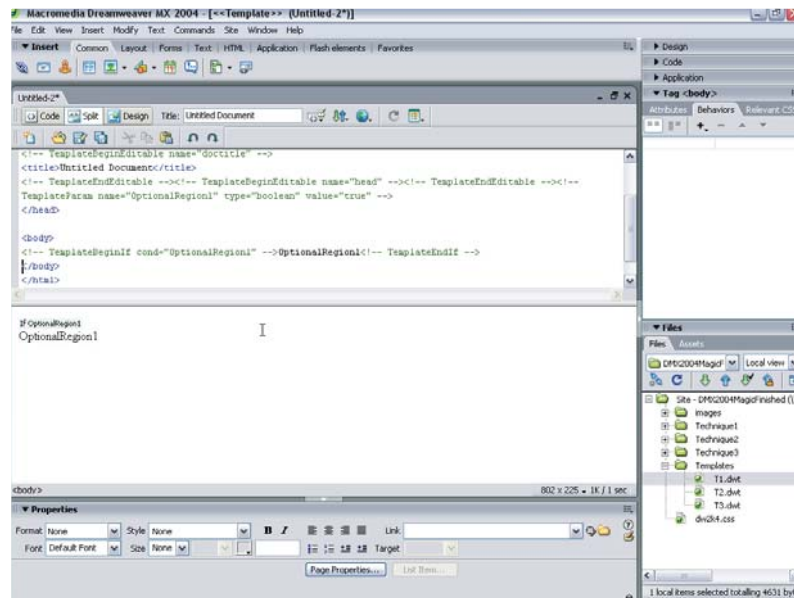 Macromedia Dreamweaver MX 2004 - [<<Template>> (Untitled-2*)]
File Edit View Insert Modify Text Commands Site Window Help
Insert Common Layout Forms Text HTML Application Flash elements Favorites
Design
Code
Application
Untitled-2*
Tag <body>
Code Split Design Title: Untitled Document
Attributes Behaviors Relevant CSS
<!-- TemplateBeginEditable name="doctitle" -->
<title>Untitled Document</title>
<!-- TemplateEndEditable --><!-- TemplateBeginEditable name="head" --><!-- TemplateEndEditable --><!--
TemplateParam name="OptionalRegion1" type="boolean" value="true" -->
</head>
<body>
<!-- TemplateBeginIf cond="OptionalRegion1" -->OptionalRegion1<!-- TemplateEndIf -->
</body>
</html>
If OptionalRegion1
OptionalRegion1
Files
Files Assets
DMX2004Magicf Local view
Site - DMX2004MagicFinished (\
images
Technique1
Technique2
Technique3
Templates
T1.dwt
T2.dwt
T3.dwt
dw2k4.css
<body> 802 x 225 - 1K / 1 sec
Properties
Format None Style None B I Link
Font Default Font Size None Target
Page Properties... List Item...
1 local items selected totalling 4631 byt